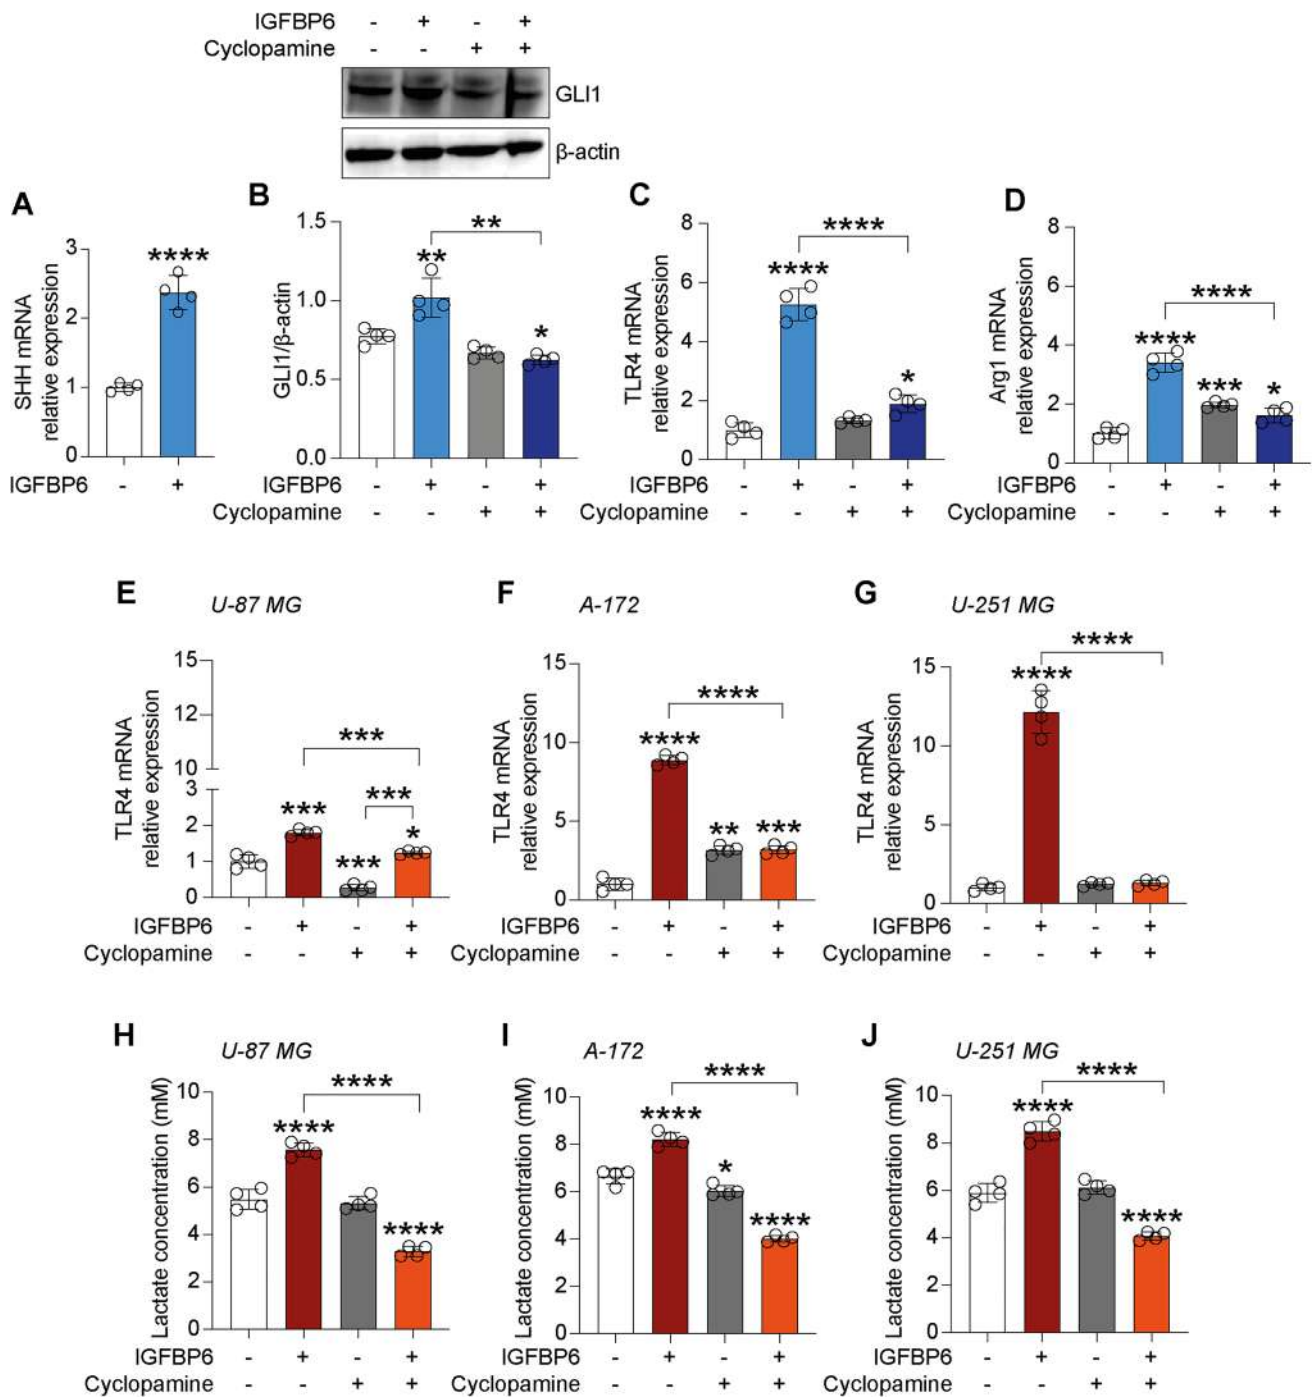 IGFBP6 - + - +
Cyclopamine - - + +
GLI1
β-actin
A
SHH mRNA
relative expression
3
2
1
0
****
IGFBP6 - +
B
GLI1/β-actin
1.5
1.0
0.5
0.0
**
**
*
IGFBP6 - + - +
Cyclopamine - - + +
C
TLR4 mRNA
relative expression
8
6
4
2
0
****
****
*
IGFBP6 - + - +
Cyclopamine - - + +
D
Arg1 mRNA
relative expression
8
6
4
2
0
****
****
***
*
IGFBP6 - + - +
Cyclopamine - - + +
E
U-87 MG
TLR4 mRNA
relative expression
15
12
10
3
2
1
0
***
***
***
***
*
IGFBP6 - + - +
Cyclopamine - - + +
F
A-172
TLR4 mRNA
relative expression
15
10
5
0
****
****
**
***
IGFBP6 - + - +
Cyclopamine - - + +
G
U-251 MG
TLR4 mRNA
relative expression
15
10
5
0
****
****
IGFBP6 - + - +
Cyclopamine - - + +
H
U-87 MG
Lactate concentration (mM)
10
8
6
4
2
0
****
****
****
IGFBP6 - + - +
Cyclopamine - - + +
I
A-172
Lactate concentration (mM)
10
8
6
4
2
0
****
****
*
****
IGFBP6 - + - +
Cyclopamine - - + +
J
U-251 MG
Lactate concentration (mM)
10
8
6
4
2
0
****
****
****
IGFBP6 - + - +
Cyclopamine - - + +